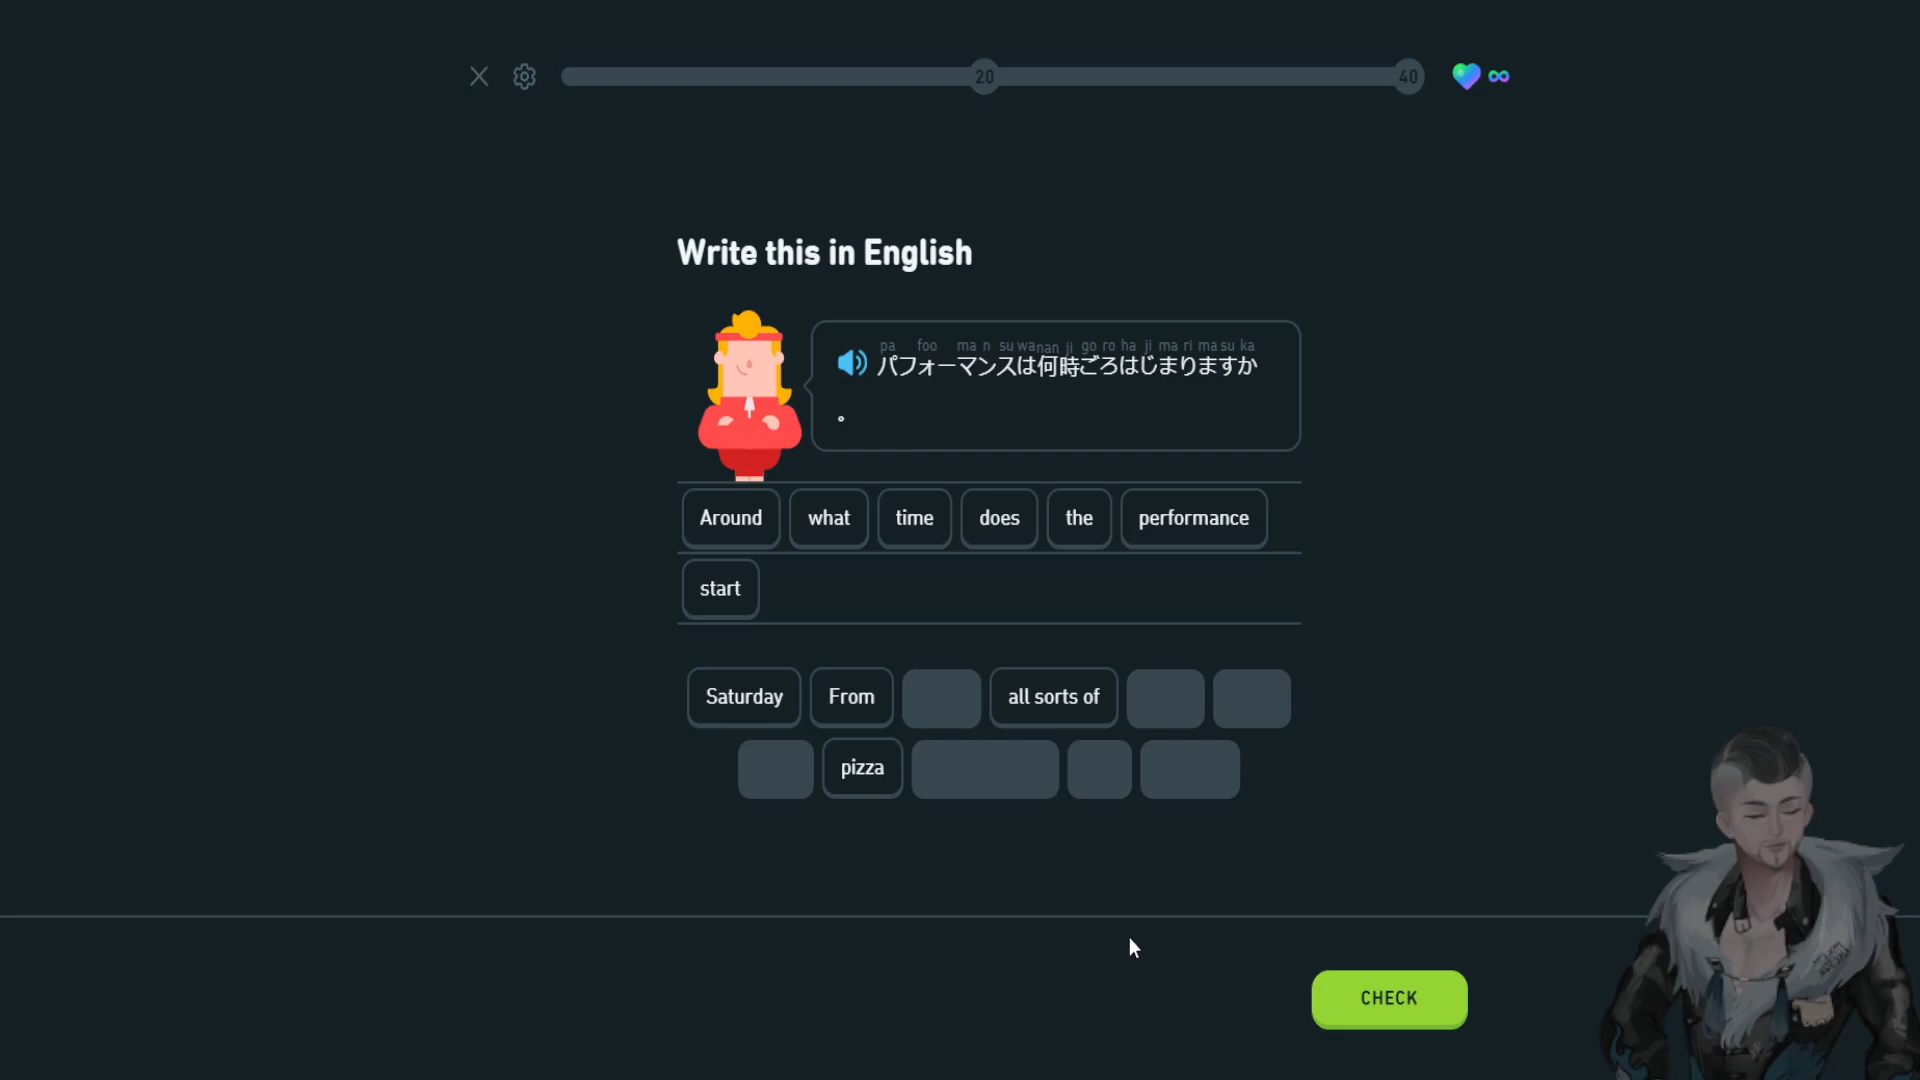 20
40
Write this in English
pa foo ma n su wa nan ji go ro ha ji ma ri ma su ka
パフォーマンスは何時ごろはじまりますか
。
Around what time does the performance
start
Saturday From all sorts of
pizza
CHECK